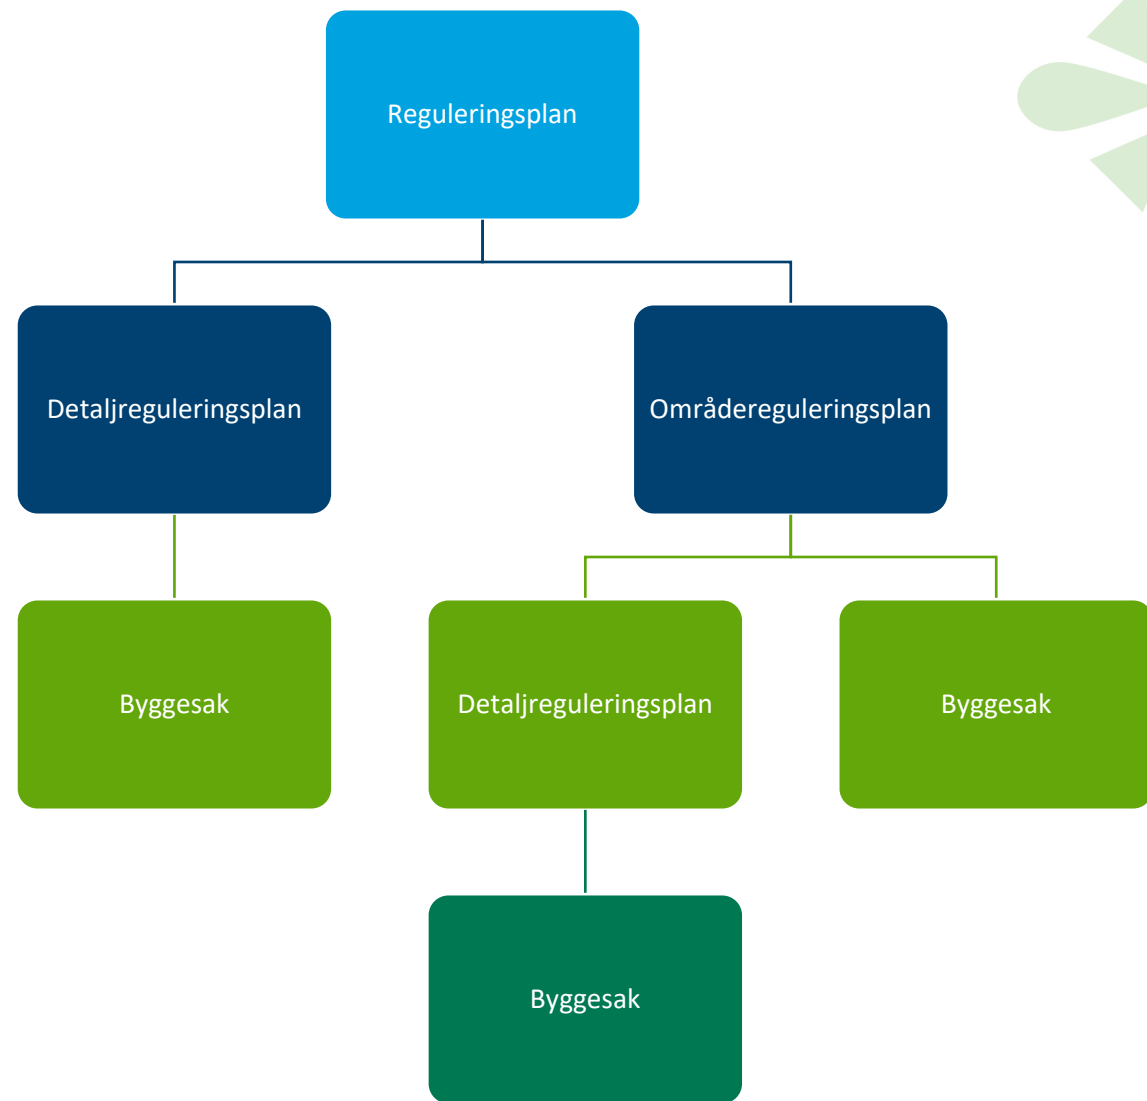 Reguleringsplan
Detaljreguleringsplan
Områdereguleringsplan
Byggesak
Detaljreguleringsplan
Byggesak
Byggesak